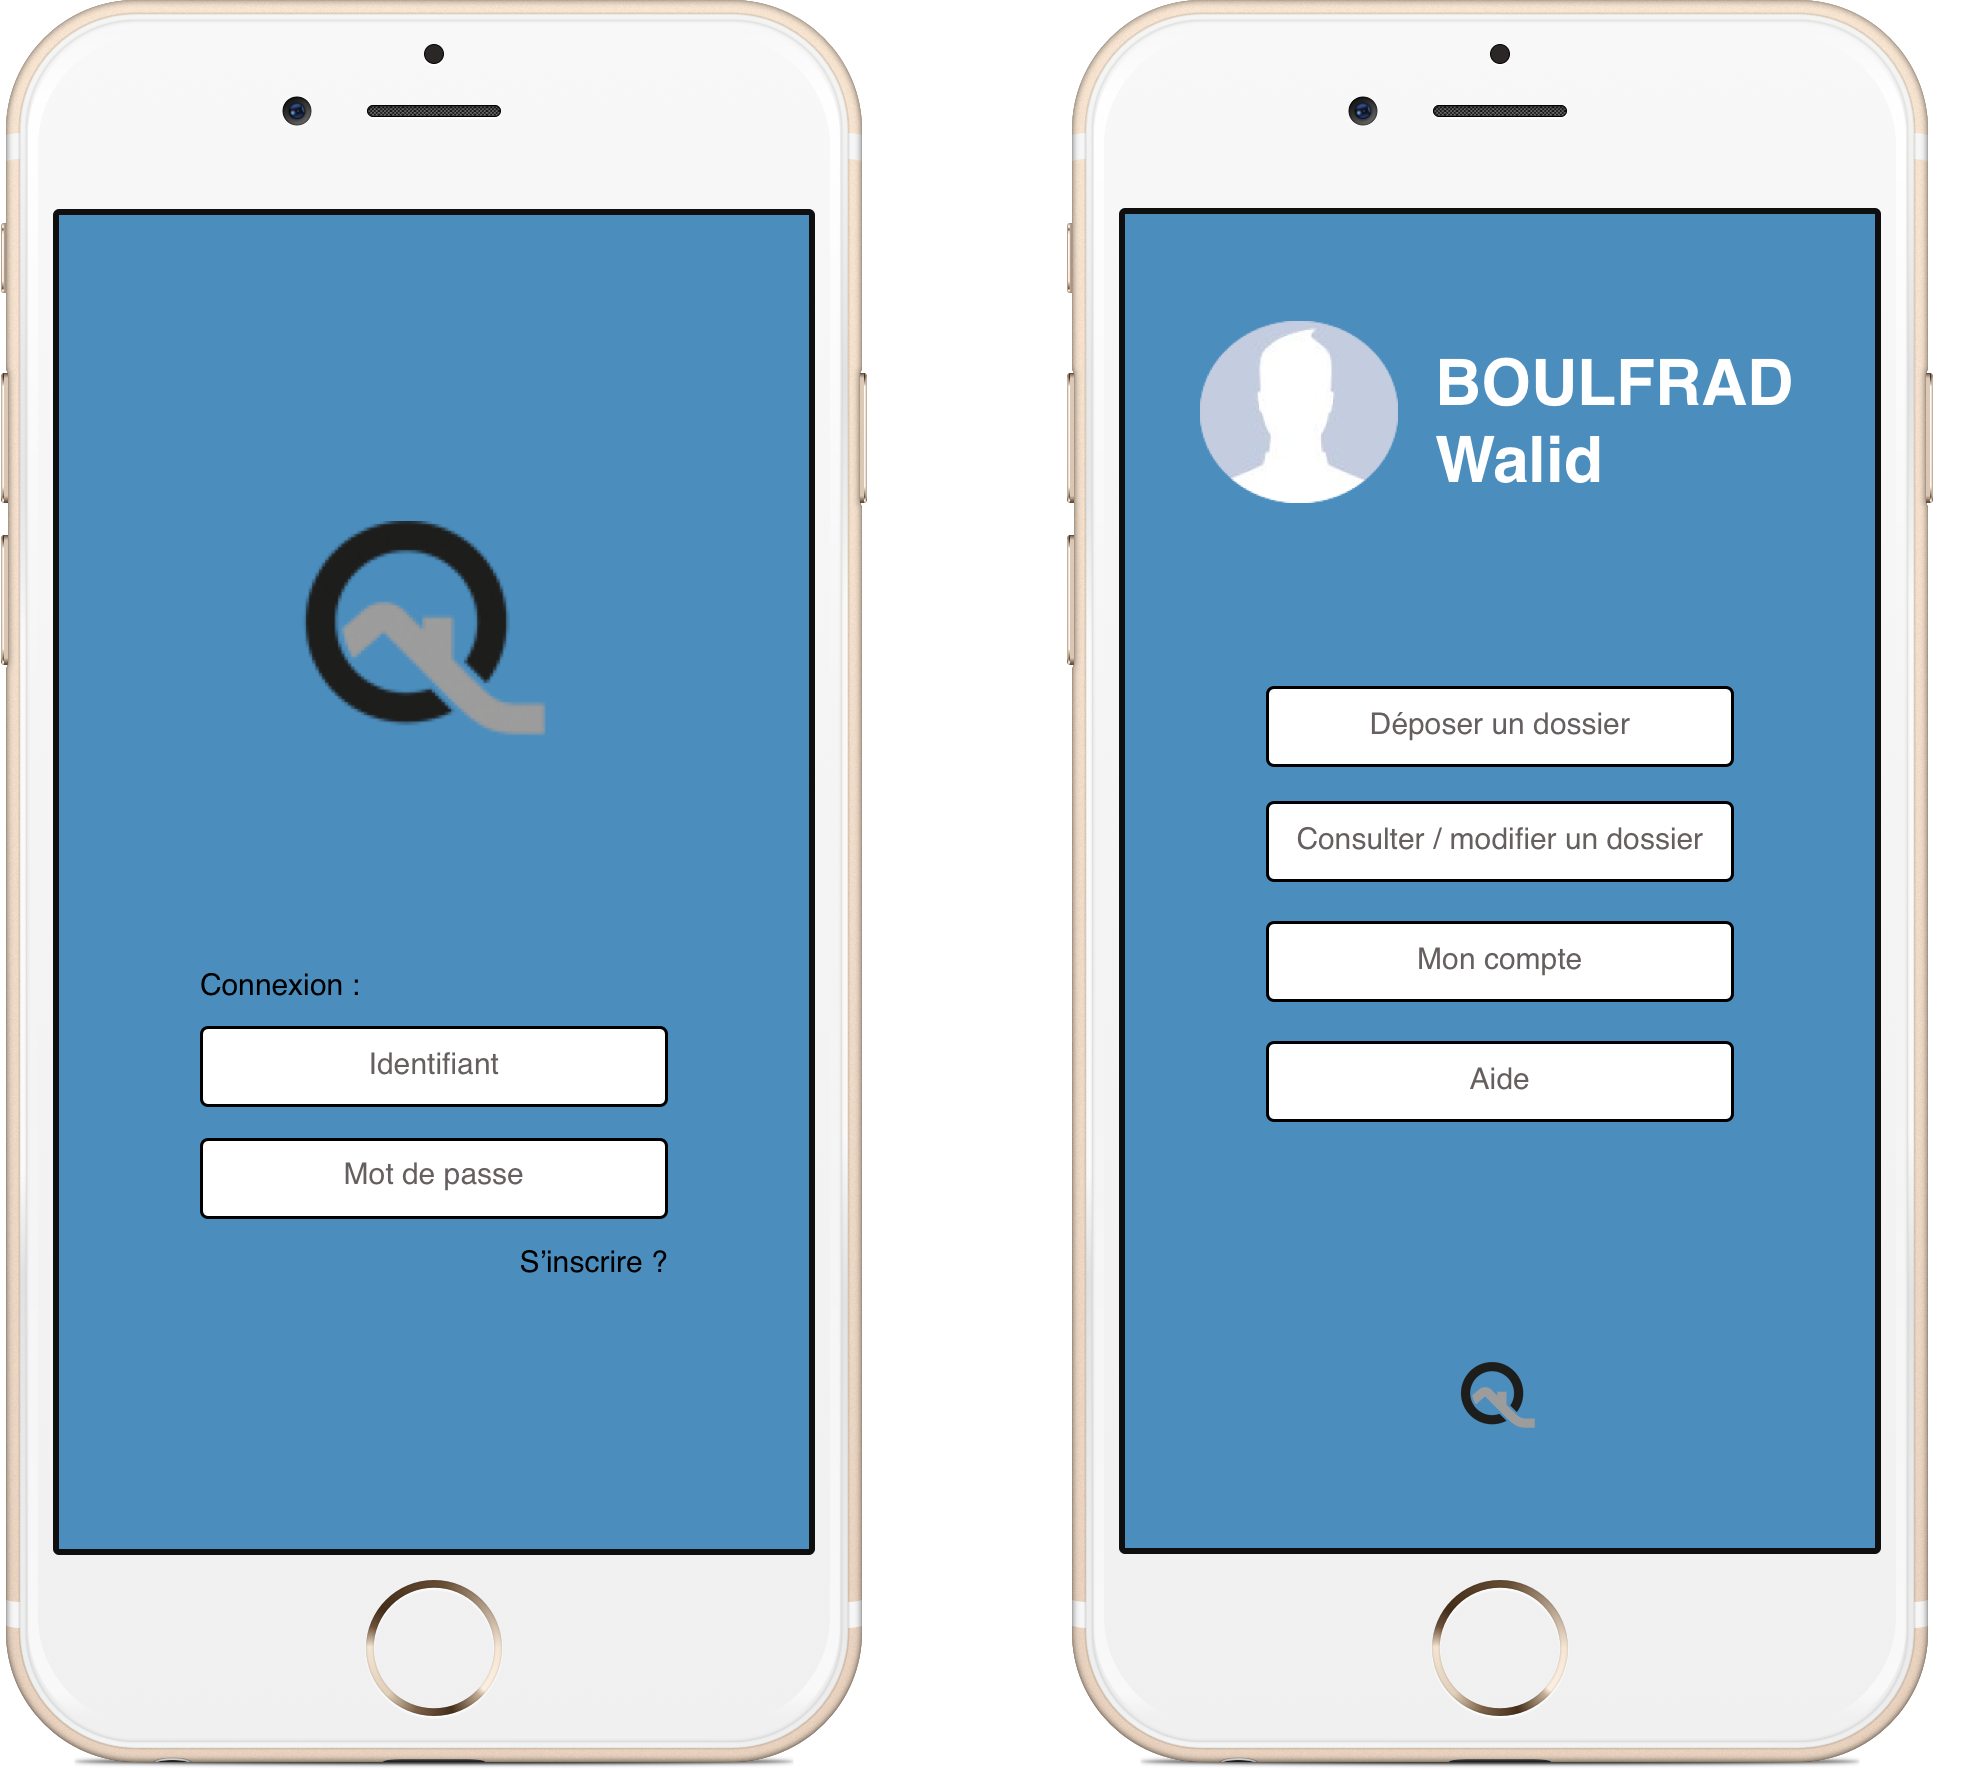 Connexion :
Identifiant
Mot de passe
S’inscrire ?
BOULFRAD
Walid
Déposer un dossier
Consulter / modifier un dossier
Mon compte
Aide